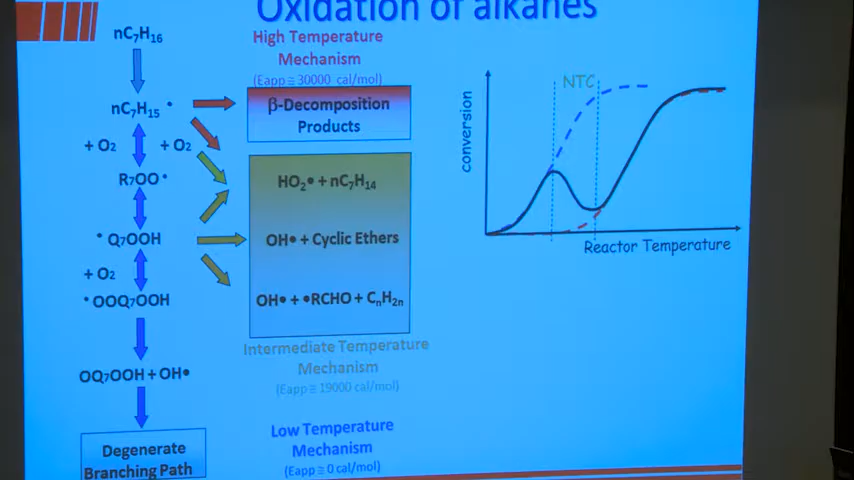 Oxidation of alkanes
nC₇H₁₆
High Temperature
Mechanism
(Eapp ≅ 30000 cal/mol)
nC₇H₁₅ •
β-Decomposition
Products
+ O₂
+ O₂
R₇OO •
HO₂• + nC₇H₁₄
• Q₇OOH
OH• + Cyclic Ethers
+ O₂
• OOQ₇OOH
OH• + •RCHO + CₙH₂ₙ
Intermediate Temperature
Mechanism
(Eapp ≅ 19000 cal/mol)
OQ₇OOH + OH•
Degenerate
Branching Path
Low Temperature
Mechanism
(Eapp ≅ 0 cal/mol)
NTC
conversion
Reactor Temperature